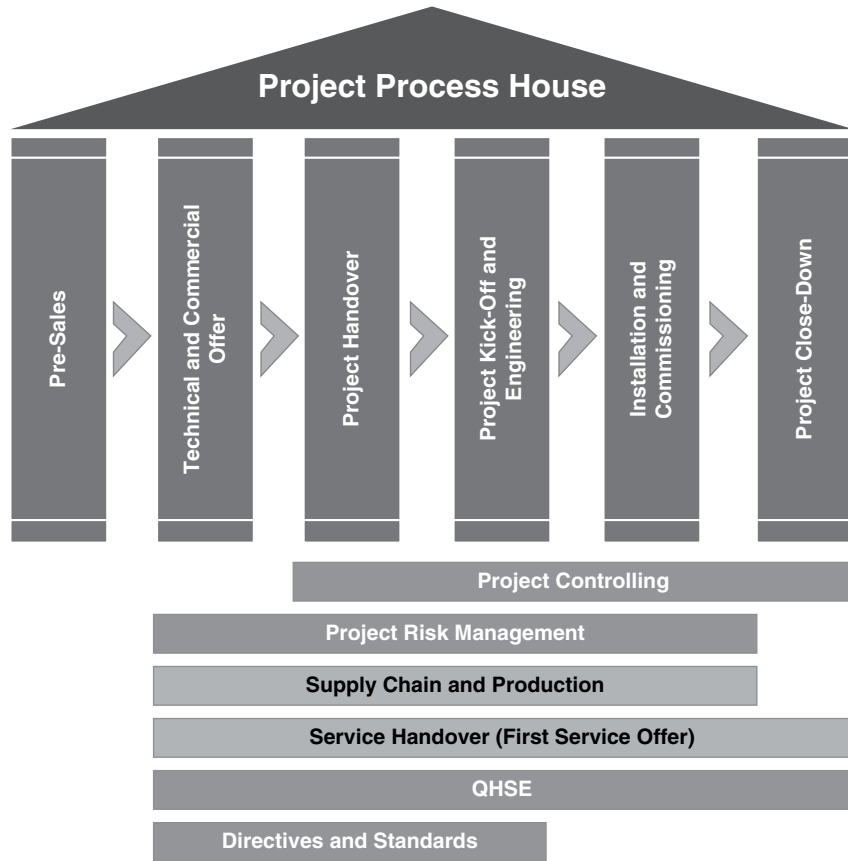 Project Process House
Pre-Sales
Technical and Commercial
Offer
Project Handover
Project Kick-Off and
Engineering
Installation and
Commissioning
Project Close-Down
Project Controlling
Project Risk Management
Supply Chain and Production
Service Handover (First Service Offer)
QHSE
Directives and Standards